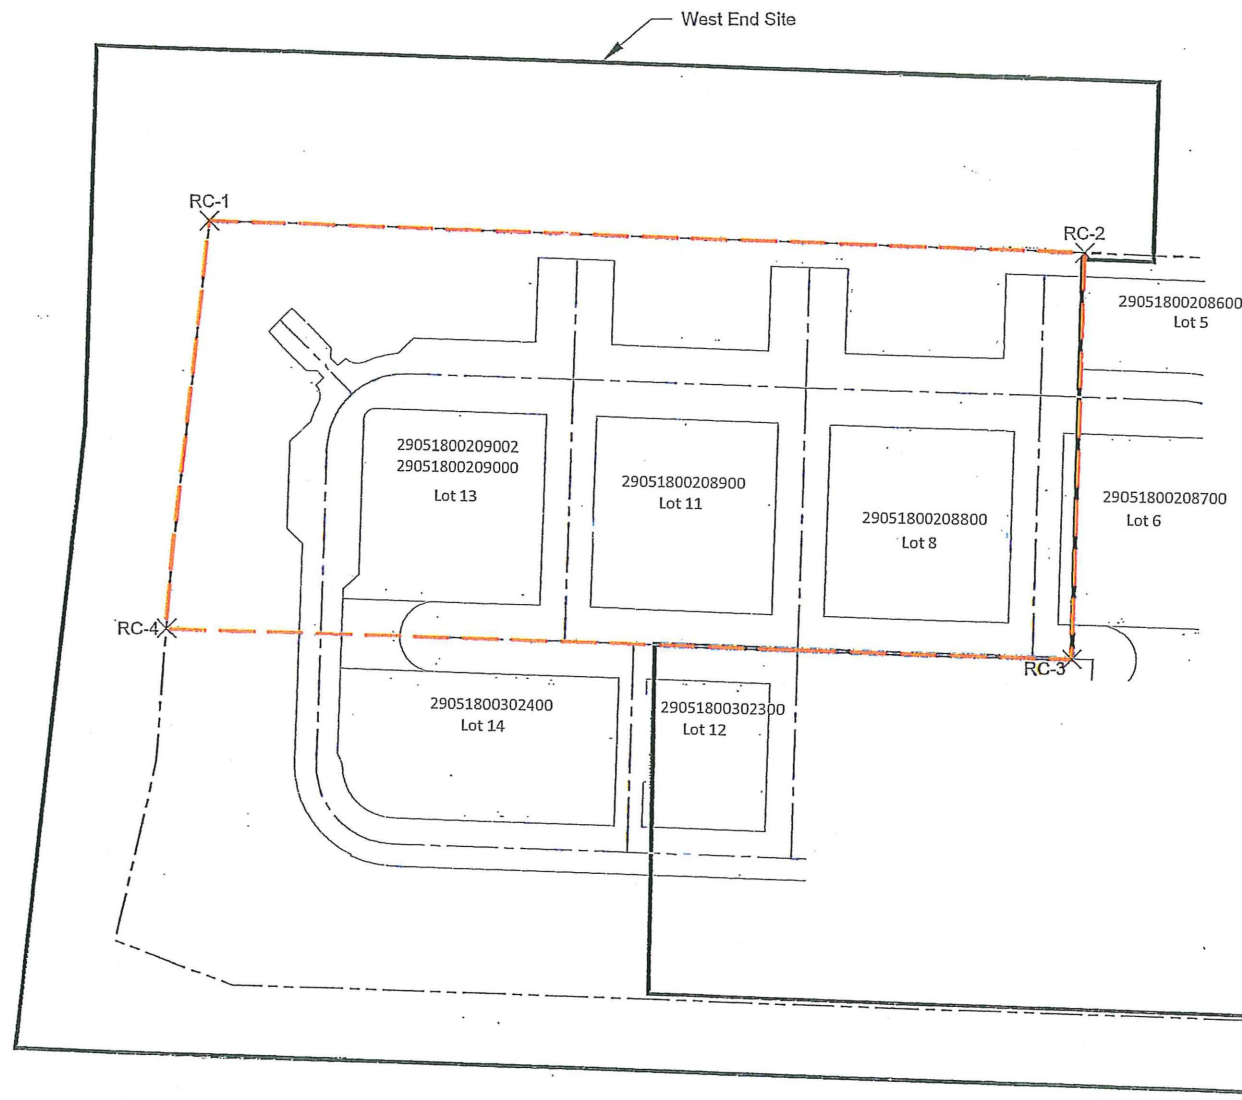 West End Site
RC-1
RC-2
29051800208600
Lot 5
29051800209002
29051800209000
Lot 13
29051800208900
Lot 11
29051800208800
Lot 8
29051800208700
Lot 6
RC-4
RC-3
29051800302400
Lot 14
29051800302300
Lot 12